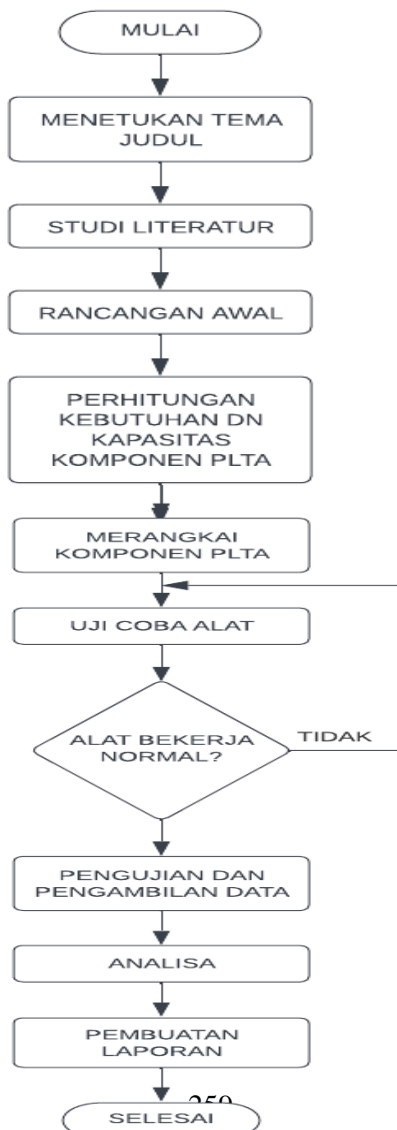 MULAI
MENETUKAN TEMA
JUDUL
STUDI LITERATUR
RANCANGAN AWAL
PERHITUNGAN
KEBUTUHAN DN
KAPASITAS
KOMPONEN PLTA
MERANGKAI
KOMPONEN PLTA
UJI COBA ALAT
ALAT BEKERJA
NORMAL?
TIDAK
PENGUJIAN DAN
PENGAMBILAN DATA
ANALISA
PEMBUATAN
LAPORAN
SELESAI